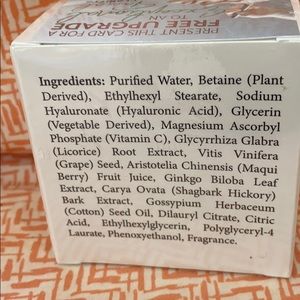 PRESENT THIS CARD FOR A
FREE UPGRADE
TO AN
Ingredients: Purified Water, Betaine (Plant
Derived), Ethylhexyl Stearate, Sodium
Hyaluronate (Hyaluronic Acid), Glycerin
(Vegetable Derived), Magnesium Ascorbyl
Phosphate (Vitamin C), Glycyrrhiza Glabra
(Licorice) Root Extract, Vitis Vinifera
(Grape) Seed, Aristotelia Chinensis (Maqui
Berry) Fruit Juice, Ginkgo Biloba Leaf
Extract, Carya Ovata (Shagbark Hickory)
Bark Extract, Gossypium Herbaceum
(Cotton) Seed Oil, Dilauryl Citrate, Citric
Acid, Ethylhexylglycerin, Polyglyceryl-4
Laurate, Phenoxyethanol, Fragrance.